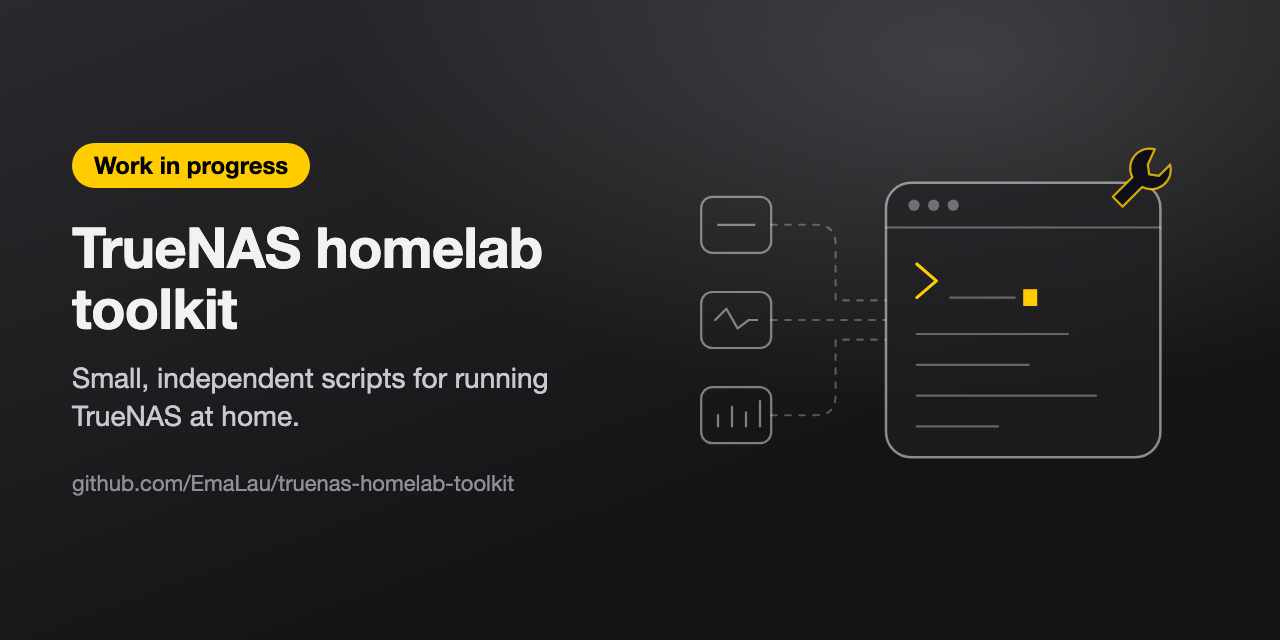 Work in progress
TrueNAS homelab
toolkit
Small, independent scripts for running
TrueNAS at home.
github.com/EmaLau/truenas-homelab-toolkit